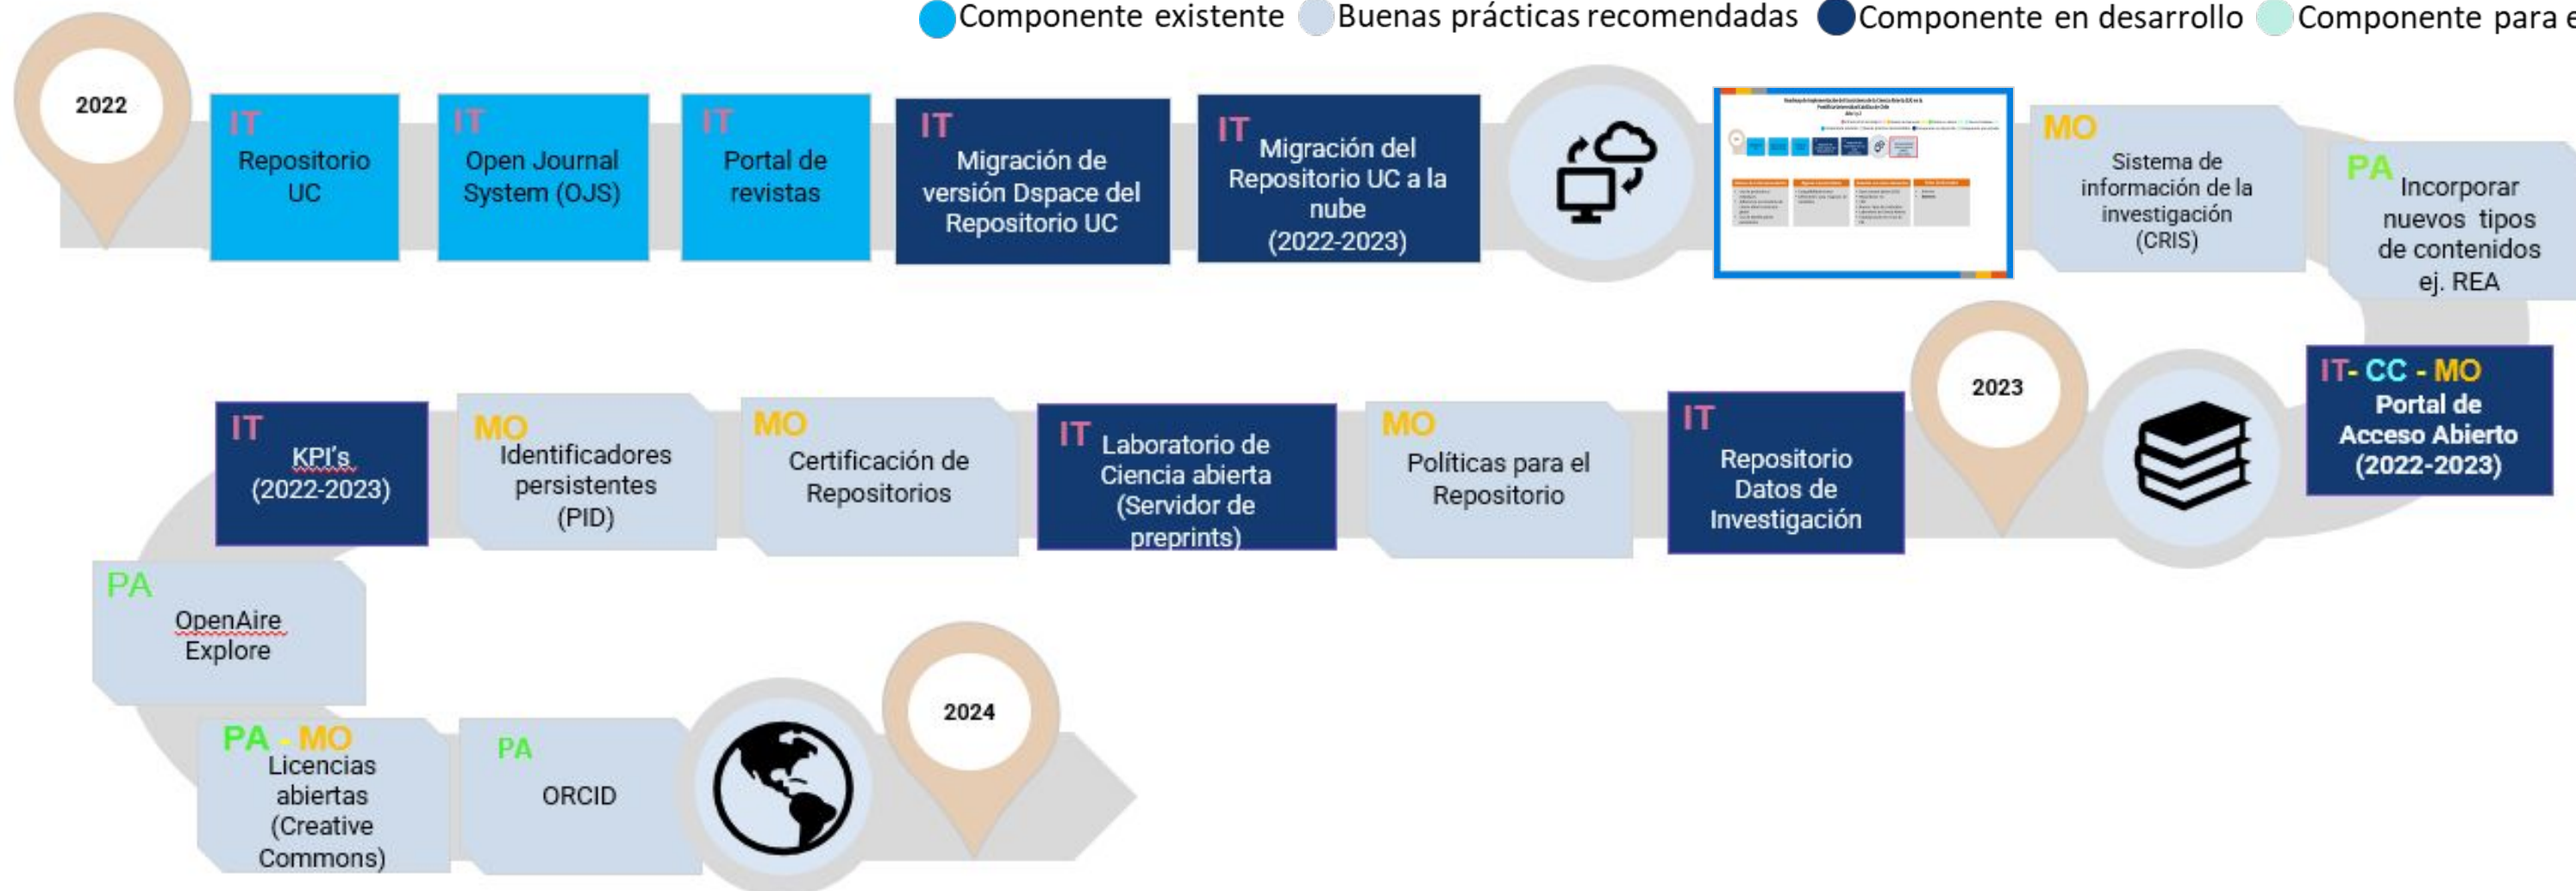 Componente existente Buenas prácticas recomendadas Componente en desarrollo Componente para e
2022
IT
Repositorio
UC
IT
Open Journal
System (OJS)
IT
Portal de
revistas
IT
Migración de
versión Dspace del
Repositorio UC
IT
Migración del
Repositorio UC a la
nube
(2022-2023)
MO
Sistema de
información de la
investigación
(CRIS)
PA
Incorporar
nuevos tipos
de contenidos
ej. REA
IT- CC - MO
Portal de
Acceso Abierto
(2022-2023)
2023
IT
Repositorio
Datos de
Investigación
MO
Políticas para el
Repositorio
IT
Laboratorio de
Ciencia abierta
(Servidor de
preprints)
MO
Certificación de
Repositorios
MO
Identificadores
persistentes
(PID)
IT
KPI's
(2022-2023)
PA
OpenAire
Explore
PA - MO
Licencias
abiertas
(Creative
Commons)
PA
ORCID
2024